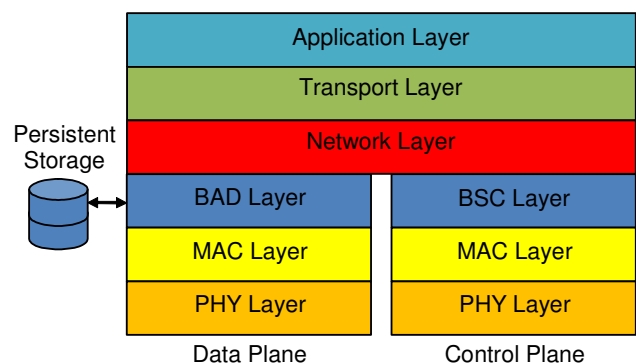 Application Layer
Transport Layer
Network Layer
Persistent
Storage
BAD Layer
BSC Layer
MAC Layer
MAC Layer
PHY Layer
PHY Layer
Data Plane
Control Plane